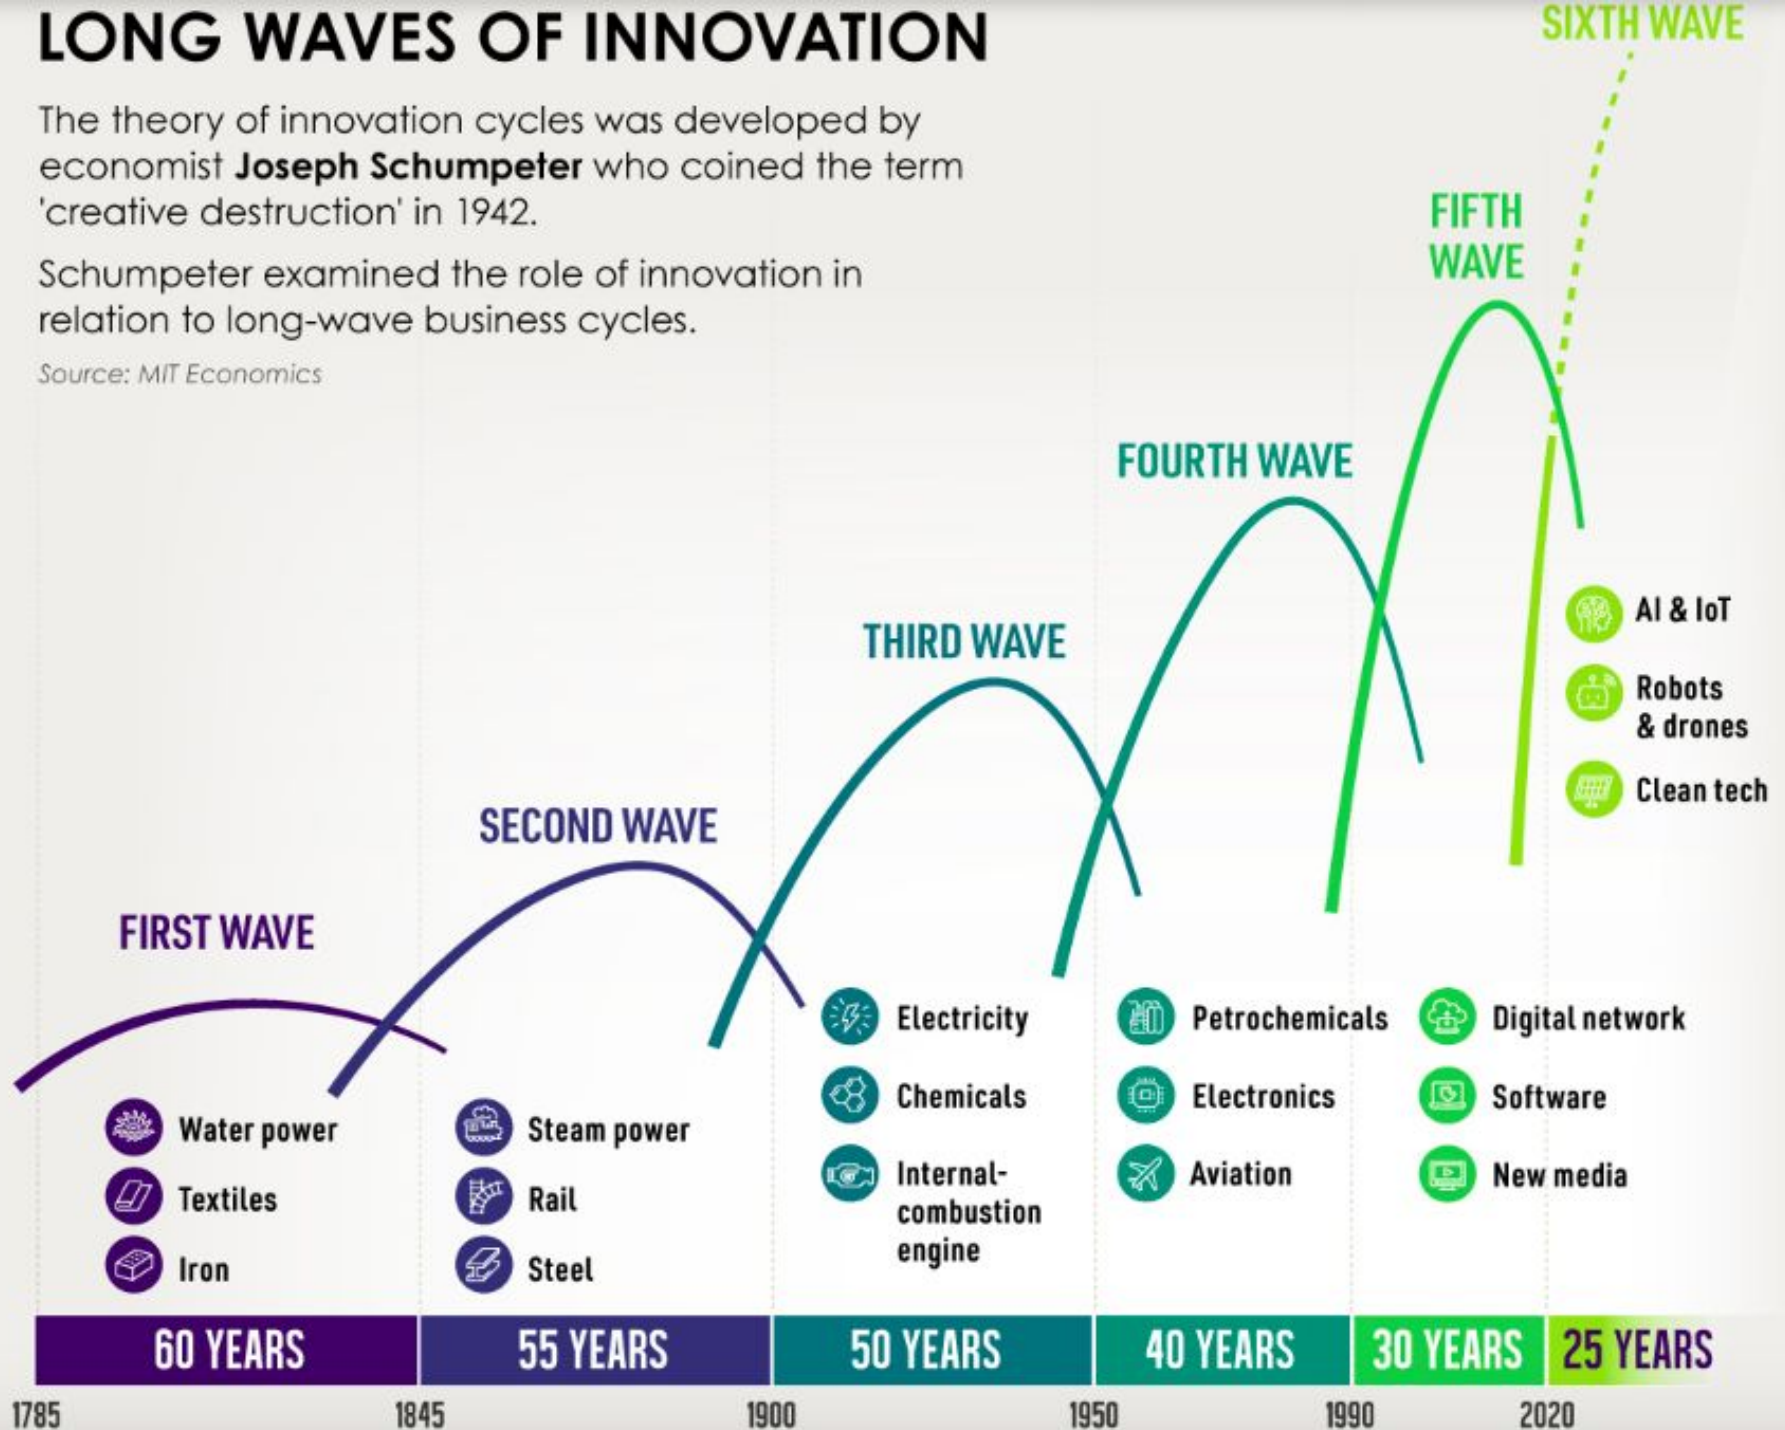 LONG WAVES OF INNOVATION
The theory of innovation cycles was developed by
economist Joseph Schumpeter who coined the term
'creative destruction' in 1942.
Schumpeter examined the role of innovation in
relation to long-wave business cycles.
Source: MIT Economics
FIRST WAVE
SECOND WAVE
THIRD WAVE
FOURTH WAVE
FIFTH
WAVE
SIXTH WAVE
Water power
Textiles
Iron
Steam power
Rail
Steel
Electricity
Chemicals
Internal-
combustion
engine
Petrochemicals
Electronics
Aviation
Digital network
Software
New media
AI & IoT
Robots
& drones
Clean tech
60 YEARS
55 YEARS
50 YEARS
40 YEARS
30 YEARS
25 YEARS
1785
1845
1900
1950
1990
2020